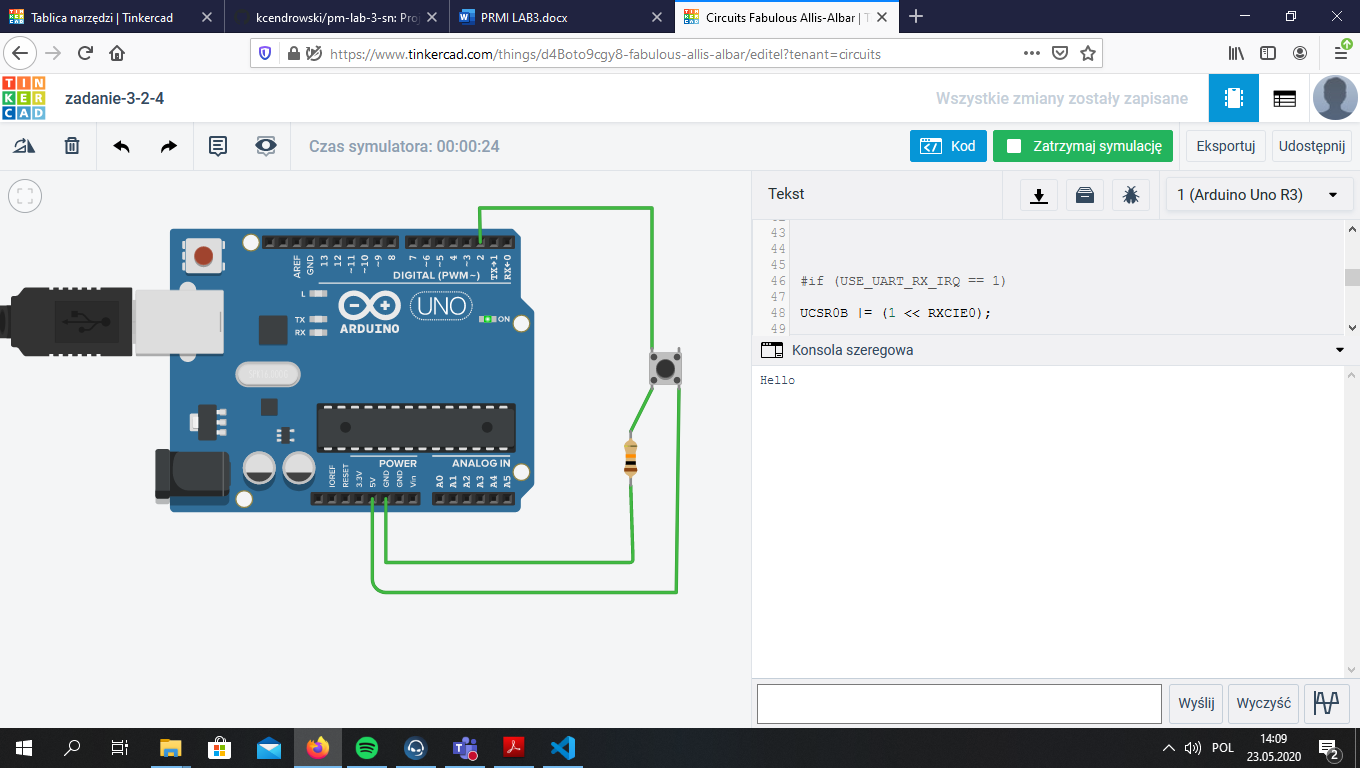 Tablica narzędzi | Tinkercad
kcendrowski/pm-lab-3-sn: Proj
PRMI LAB3.docx
Circuits Fabulous Allis-Albar | T
https://www.tinkercad.com/things/d4Boto9cgy8-fabulous-allis-albar/editel?tenant=circuits
TIN
KER
CAD
zadanie-3-2-4
Wszystkie zmiany zostały zapisane
Czas symulatora: 00:00:24
Kod
Zatrzymaj symulację
Eksportuj
Udostępnij
Tekst
1 (Arduino Uno R3)
43
44
45
46 #if (USE_UART_RX_IRQ == 1)
47
48 UCSR0B |= (1 << RXCIE0);
49
Konsola szeregowa
Hello
AREF
GND
13
12
~11
~10
~9
8
7
~6
~5
4
~3
2
TX→1
RX←0
DIGITAL (PWM~)
L
TX
RX
ARDUINO
UNO
ON
POWER
ANALOG IN
IOREF
RESET
3.3V
5V
GND
GND
Vin
A0
A1
A2
A3
A4
A5
Wyślij
Wyczyść
POL
14:09
23.05.2020
2